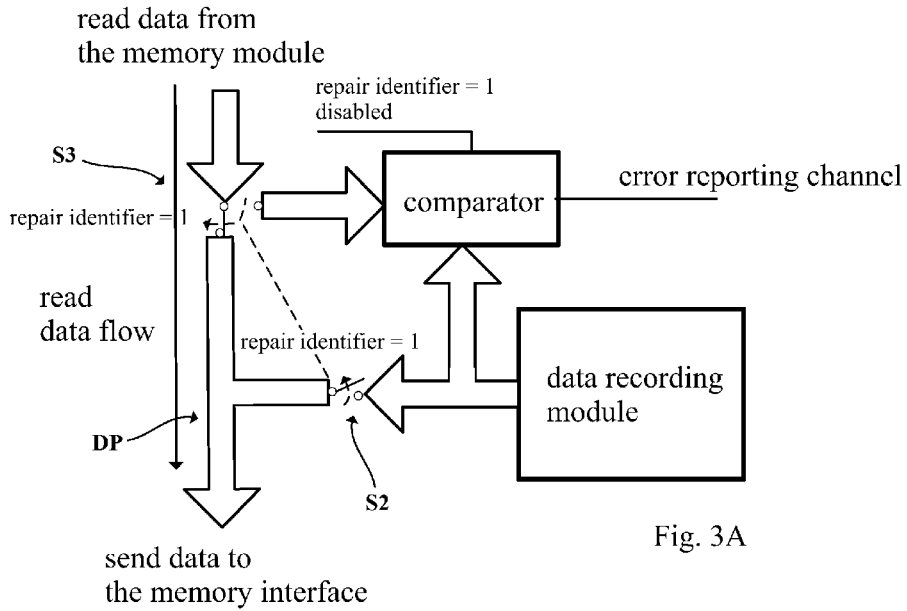 read data from
the memory module
repair identifier = 1
disabled
S3
comparator
error reporting channel
repair identifier = 1
read
data flow
repair identifier = 1
data recording
module
DP
S2
Fig. 3A
send data to
the memory interface